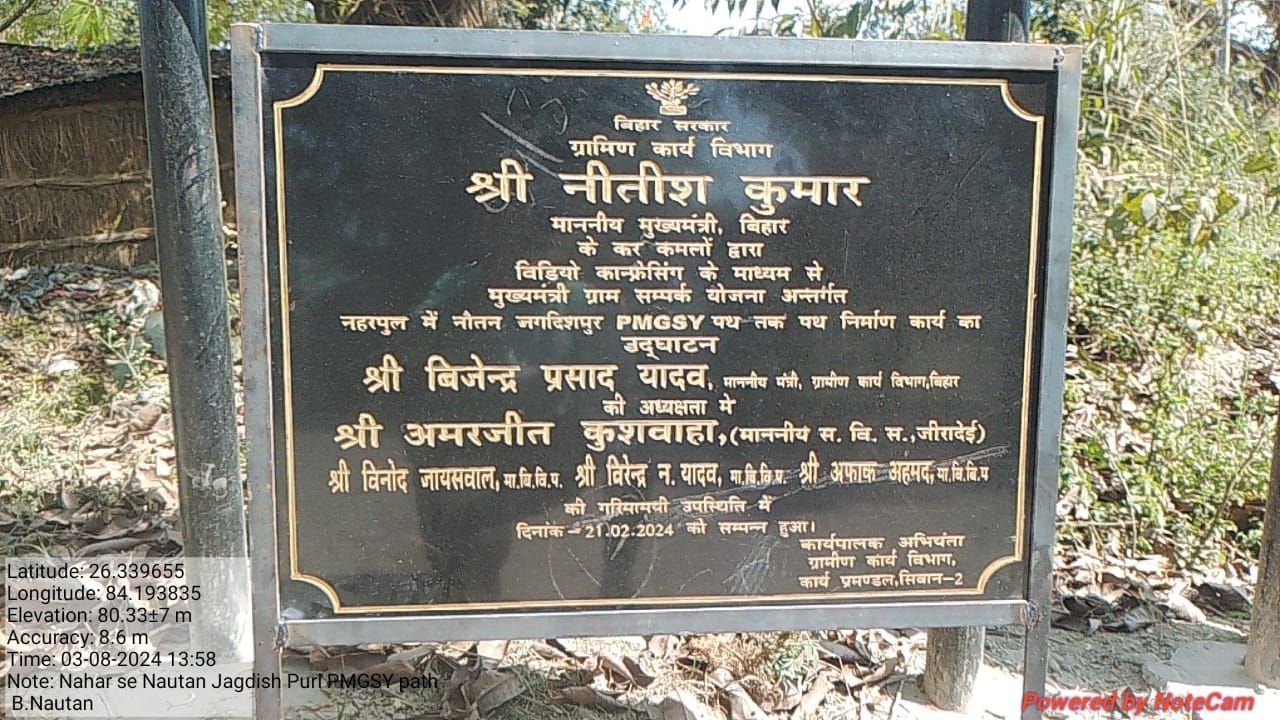 बिहार सरकार
ग्रामिण कार्य विभाग
श्री नीतीश कुमार
माननीय मुख्यमंत्री, बिहार
के कर कमलों द्वारा
विडियो कान्फ्रेसिंग के माध्यम से
मुख्यमंत्री ग्राम सम्पर्क योजना अन्तर्गत
नहरपुल में नौतन जगदिशपुर PMGSY पथ तक पथ निर्माण कार्य का
उद्घाटन
श्री बिजेन्द्र प्रसाद यादव, माननीय मंत्री, ग्रामीण कार्य विभाग,बिहार
की अध्यक्षता में
श्री अमरजीत कुशवाहा,(माननीय स. वि. स.,जीरादेई)
श्री विनोद जायसवाल, मा.बि.वि.प. श्री विरेन्द्र न. यादव, मा.बि.वि.प. श्री अफाक अहमद, मा.बि.बि.प
की गरिमामयी उपस्थिति में
दिनांक - 21.02.2024 को सम्पन्न हुआ।
कार्यपालक अभियंता
ग्रामीण कार्य विभाग,
कार्य प्रमण्डल,सिवान-2
Latitude: 26.339655
Longitude: 84.193835
Elevation: 80.33±7 m
Accuracy: 8.6 m
Time: 03-08-2024 13:58
Note: Nahar se Nautan Jagdish Puri PMGSY path
B.Nautan
Powered by NoteCam